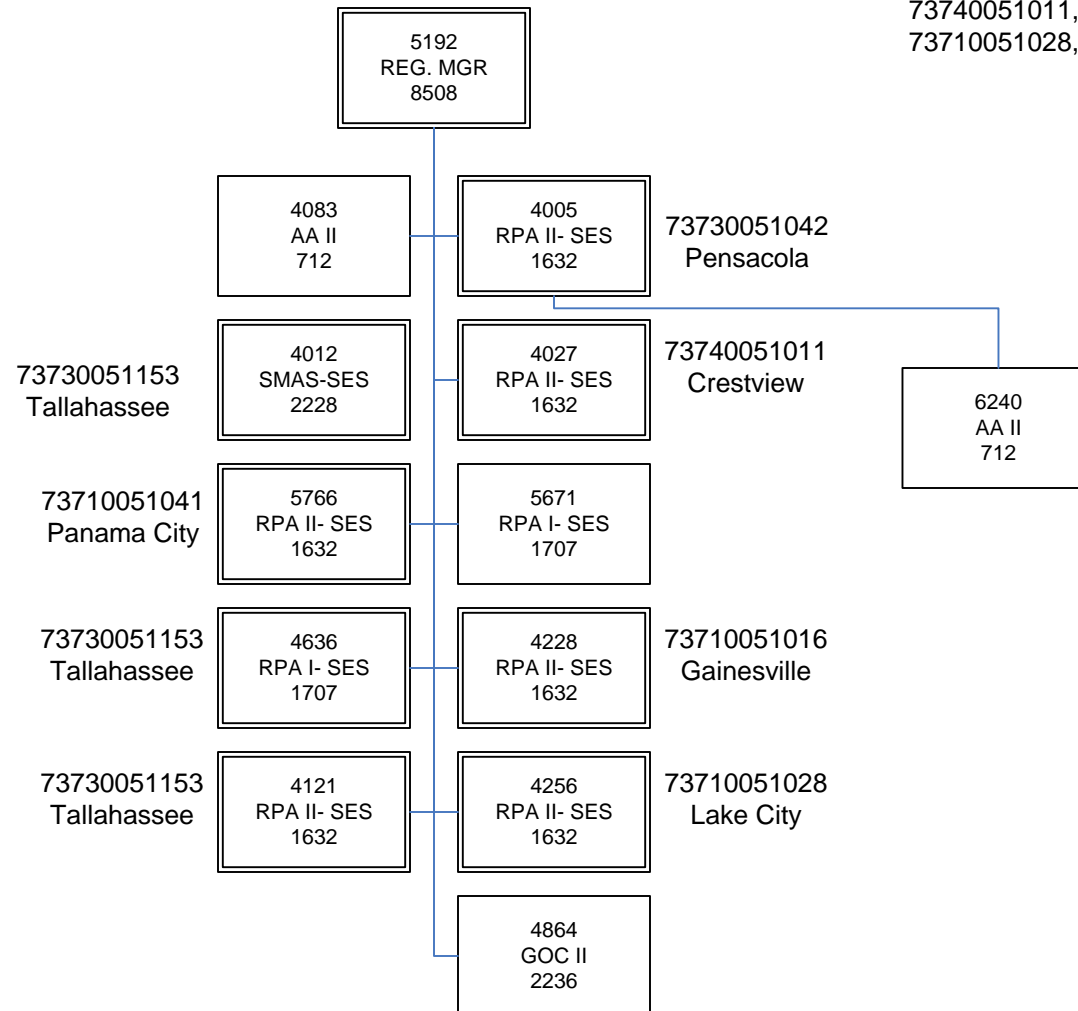 73740051011,
73710051028,
5192
REG. MGR
8508
4083
AA II
712
4005
RPA II- SES
1632
73730051042
Pensacola
73730051153
Tallahassee
4012
SMAS-SES
2228
4027
RPA II- SES
1632
73740051011
Crestview
6240
AA II
712
73710051041
Panama City
5766
RPA II- SES
1632
5671
RPA I- SES
1707
73730051153
Tallahassee
4636
RPA I- SES
1707
4228
RPA II- SES
1632
73710051016
Gainesville
73730051153
Tallahassee
4121
RPA II- SES
1632
4256
RPA II- SES
1632
73710051028
Lake City
4864
GOC II
2236